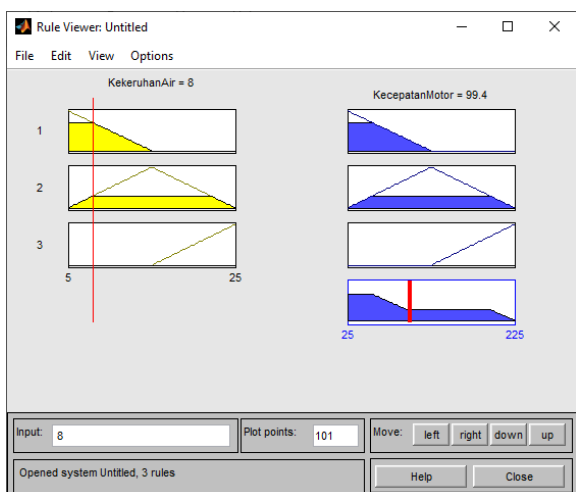 Rule Viewer: Untitled
File Edit View Options
KekeruhanAir = 8
KecepatanMotor = 99.4
1
2
3
5 25
25 225
Input: 8 Plot points: 101 Move: left right down up
Opened system Untitled, 3 rules Help Close